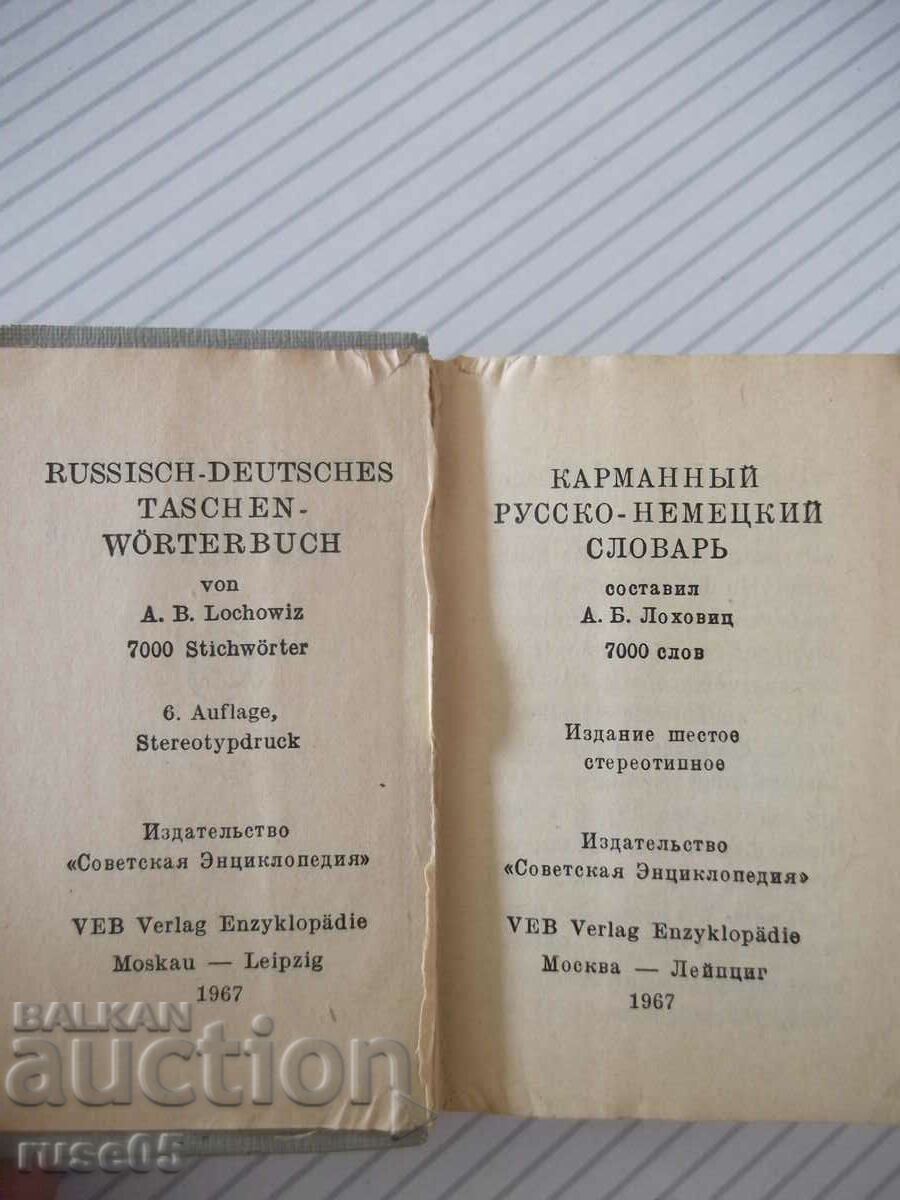 RUSSISCH-DEUTSCHES
TASCHEN-
WÖRTERBUCH
von
A. B. Lochowiz
7000 Stichwörter
6. Auflage,
Stereotypdruck
Издательство
«Советская Энциклопедия»
VEB Verlag Enzyklopädie
Moskau — Leipzig
1967
КАРМАННЫЙ
РУССКО-НЕМЕЦКИЙ
СЛОВАРЬ
составил
А. Б. Лоховиц
7000 слов
Издание шестое
стереотипное
Издательство
«Советская Энциклопедия»
VEB Verlag Enzyklopädie
Москва — Лейпциг
1967
BALKAN
auction
ruse05